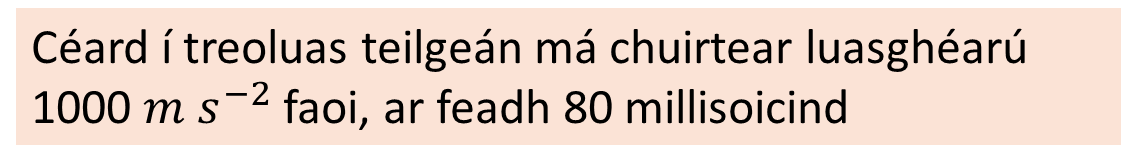 Céard í treoluas teilgeán má chuirtear luasghéarú
1000 m s⁻² faoi, ar feadh 80 millisoicind